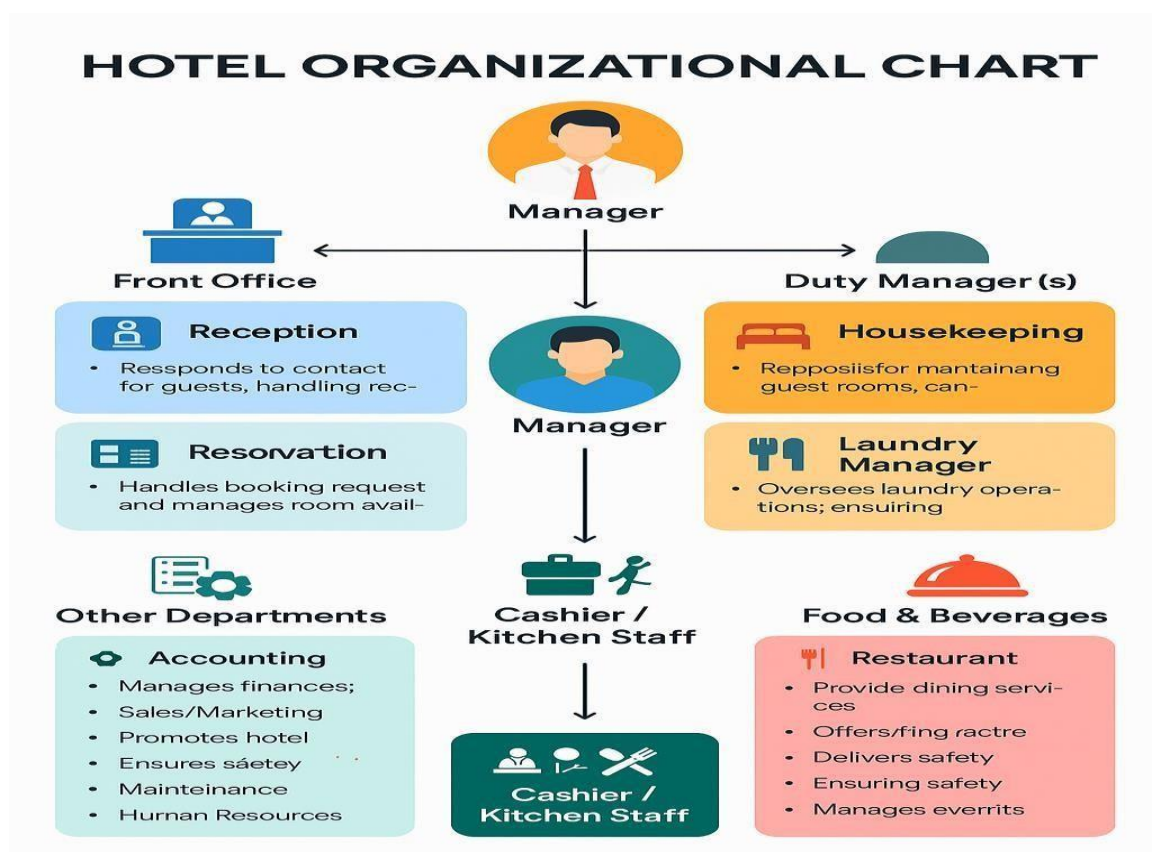 HOTEL ORGANIZATIONAL CHART
Manager
Front Office
Duty Manager (s)
Reception
• Ressponds to contact
for guests, handling rec-
Housekeeping
• Repposiisfor mantainang
guest rooms, can-
Manager
Resorvation
• Handles booking request
and manages room avail-
Laundry
Manager
• Oversees laundry opera-
tions; ensuiring
Other Departments
Cashier /
Kitchen Staff
Food & Beverages
Accounting
• Manages finances;
• Sales/Marketing
• Promotes hotel
• Ensures sáetey
• Mainteinance
• Hurnan Resources
Cashier /
Kitchen Staff
Restaurant
• Provide dining servi-
ces
• Offers/fing ractre
• Delivers safety
• Ensuring safety
• Manages everrits